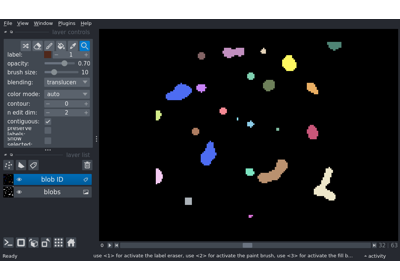 File View Window Plugins Help
layer controls
label: 1
opacity: 0.70
brush size: 10
blending: translucen
color mode: auto
contour: 0
n edit dim: 2
contiguous:
preserve labels:
show selected:
layer list
blob ID
blobs
0 32 63
Ready use <1> for activate the label eraser, use <2> for activate the paint brush, use <3> for activate the fill b... activity